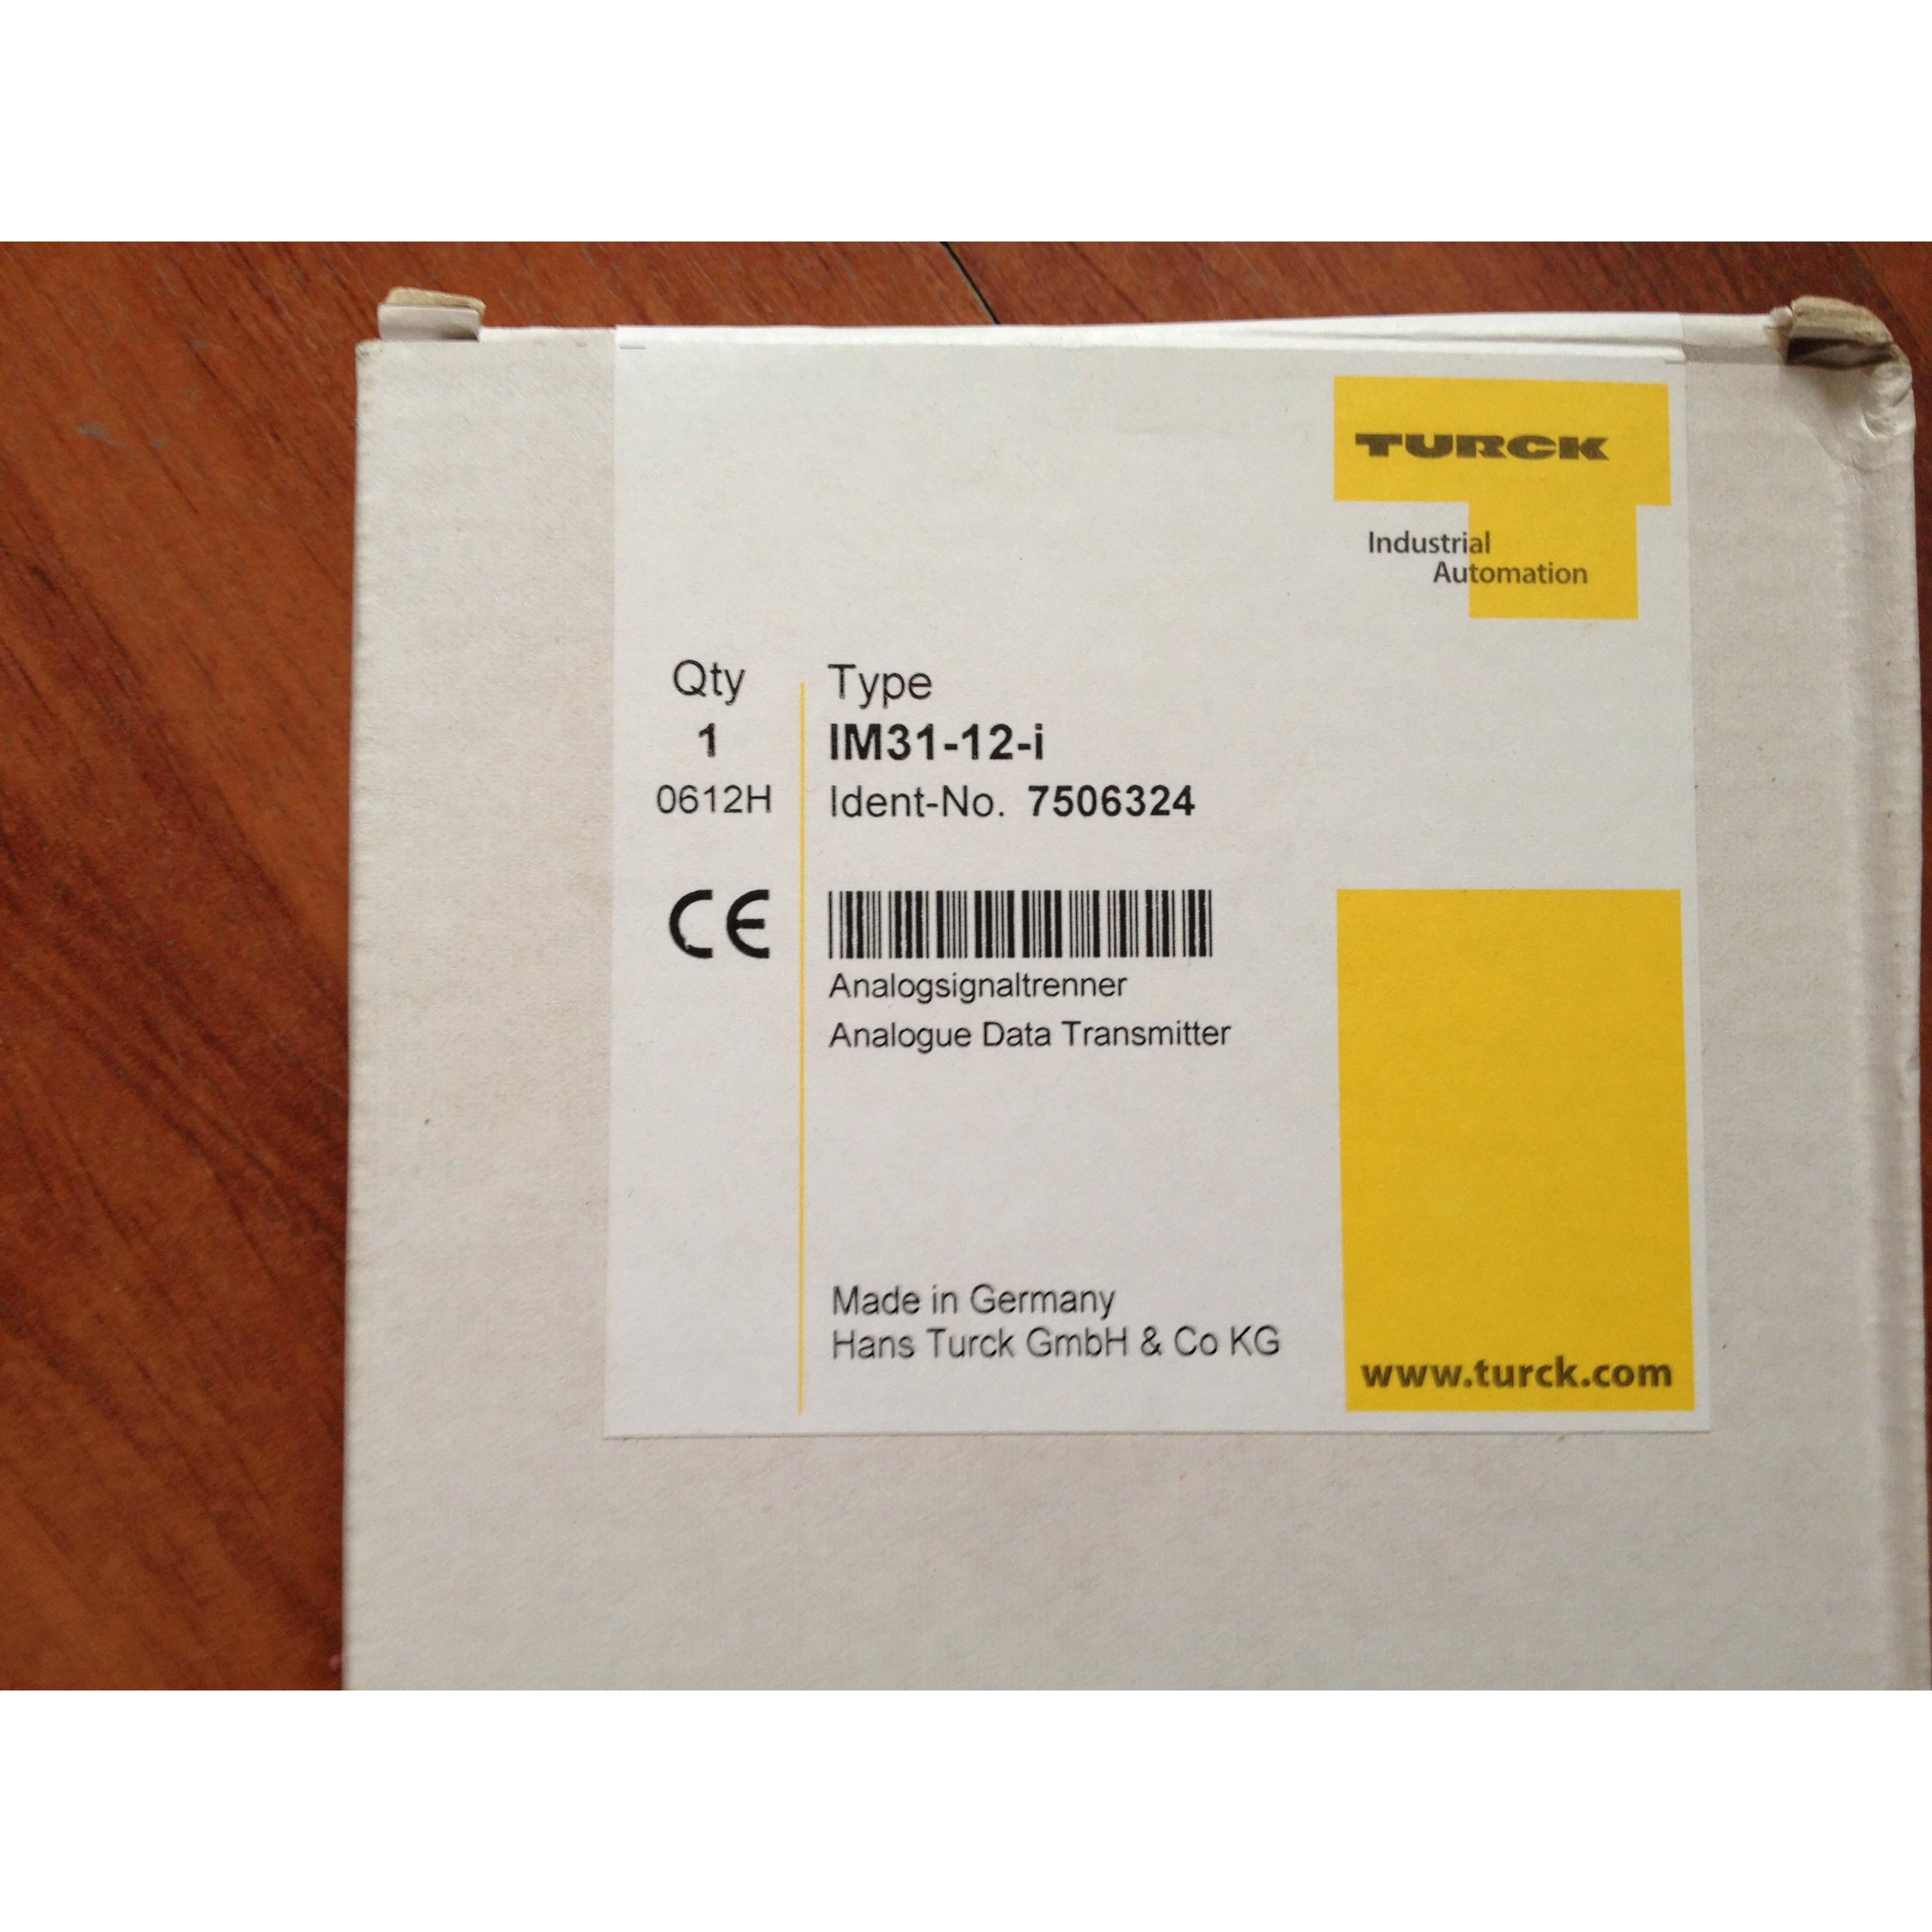 TURCK
Industrial
Automation
Qty
1
0612H
Type
IM31-12-i
Ident-No. 7506324
CE
Analogsignaltrenner
Analogue Data Transmitter
Made in Germany
Hans Turck GmbH & Co KG
www.turck.com